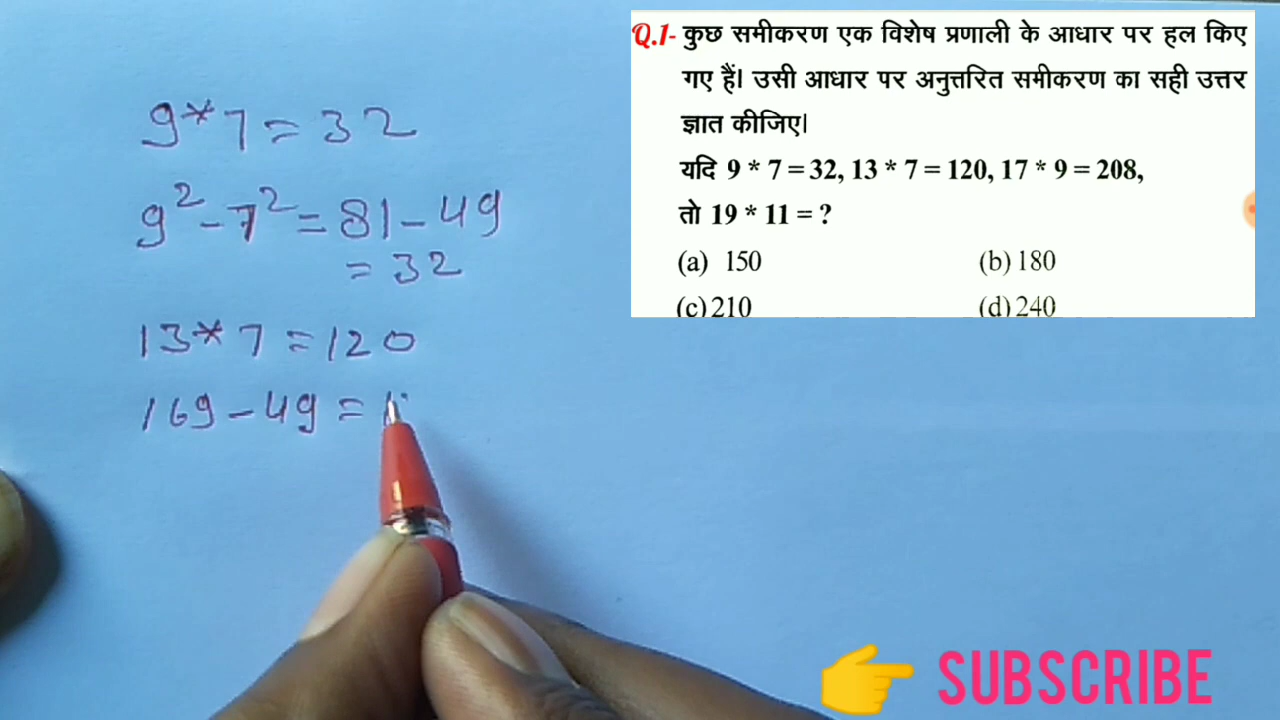 9*7=32
9²-7²=81-49
=32
13*7=120
169-49=1
Q.1- कुछ समीकरण एक विशेष प्रणाली के आधार पर हल किए
गए हैं। उसी आधार पर अनुत्तरित समीकरण का सही उत्तर
ज्ञात कीजिए।
यदि 9 * 7 = 32, 13 * 7 = 120, 17 * 9 = 208,
तो 19 * 11 = ?
(a) 150 (b) 180
(c) 210 (d) 240
SUBSCRIBE